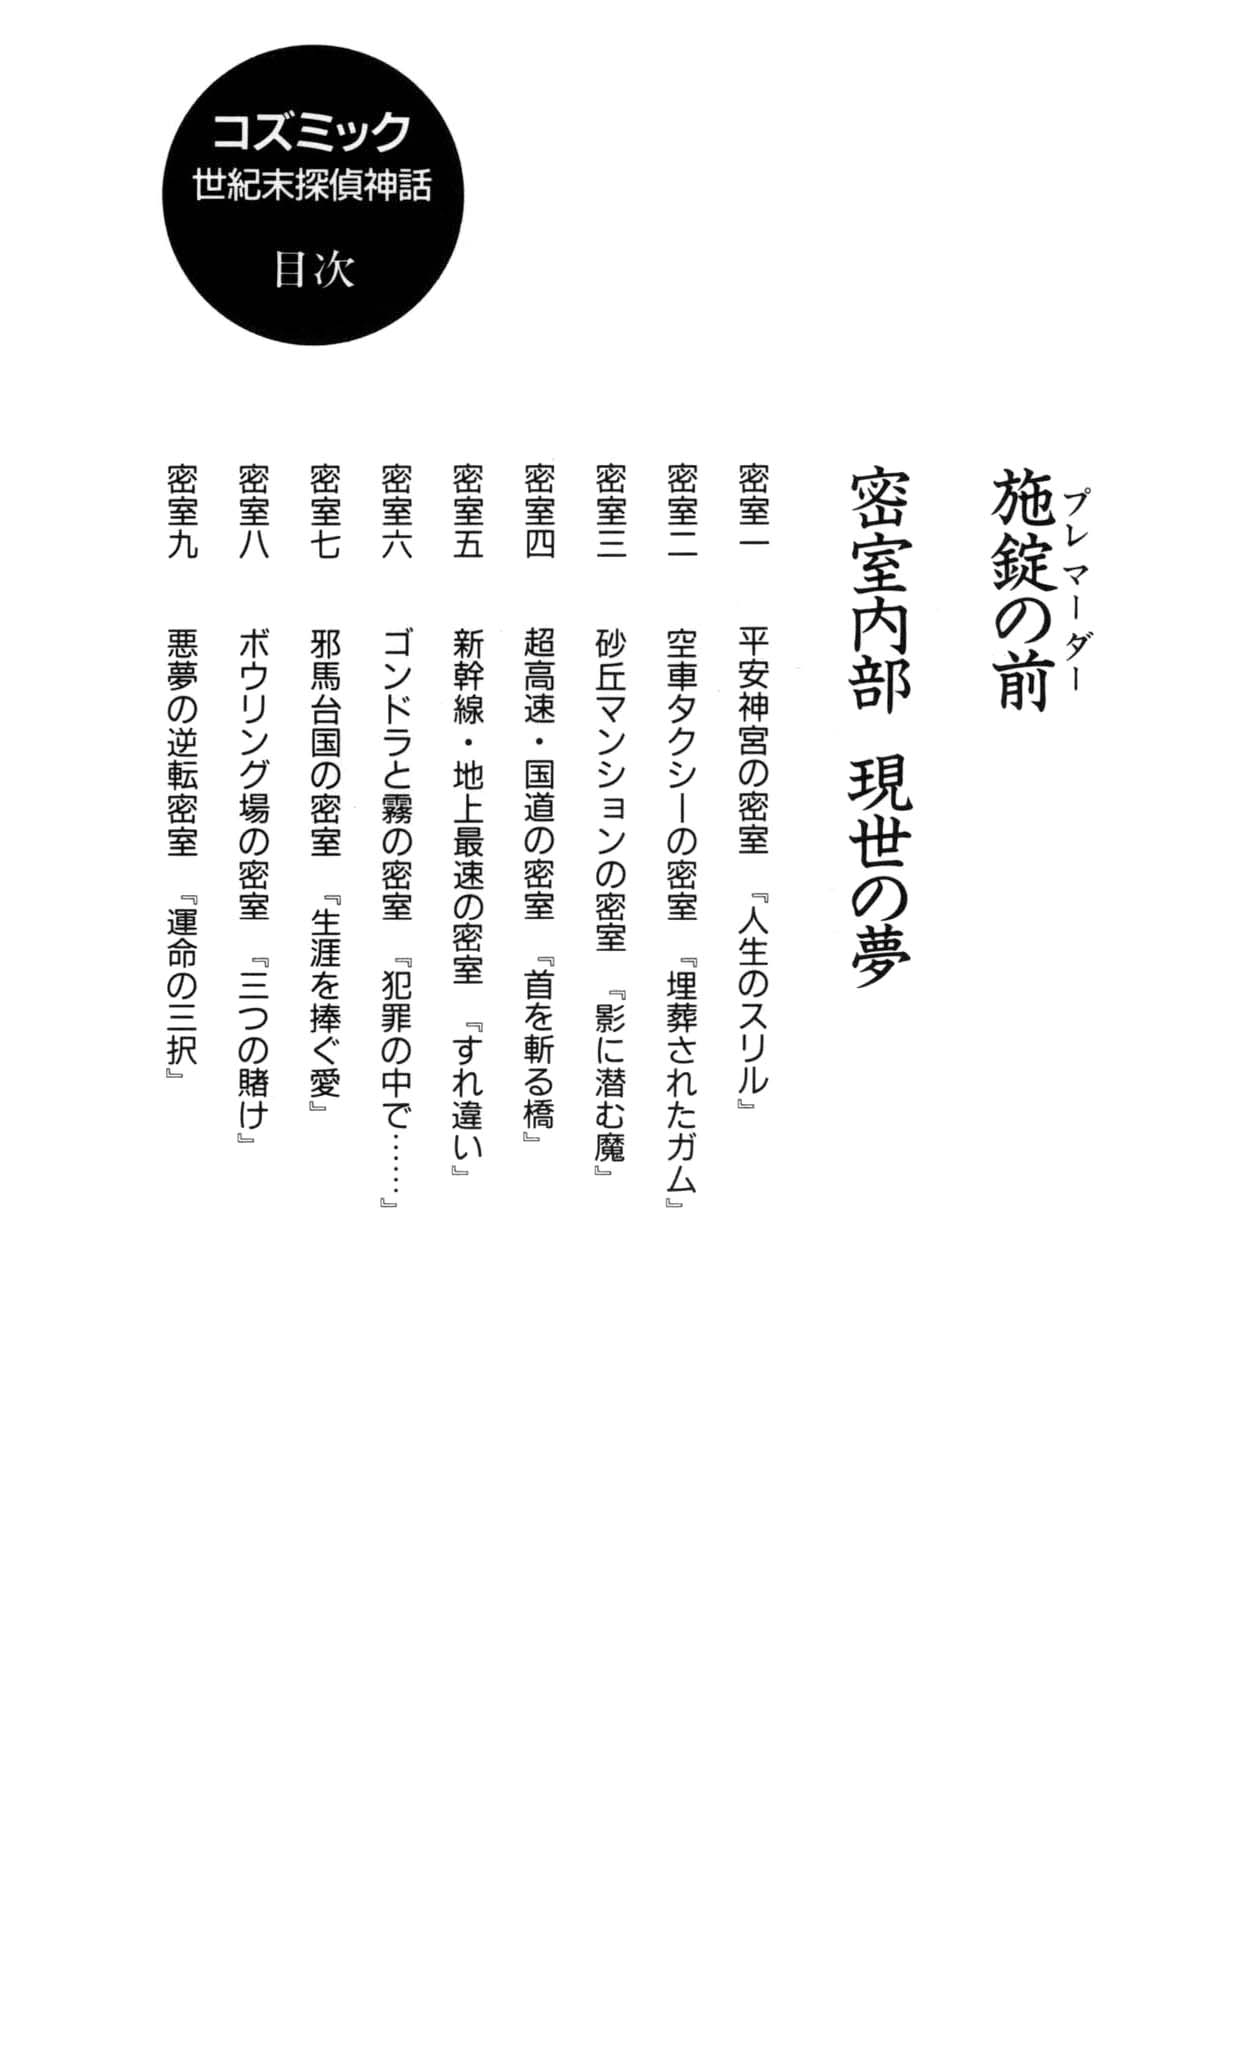 コズミック
世紀末探偵神話
目次
施錠の前
プレマーダー
密室内部 現世の夢
密室一 平安神宮の密室 『人生のスリル』
密室二 空車タクシーの密室 『埋葬されたガム』
密室三 砂丘マンションの密室 『影に潜む魔』
密室四 超高速・国道の密室 『首を斬る橋』
密室五 新幹線・地上最速の密室 『すれ違い』
密室六 ゴンドラと霧の密室 『犯罪の中で……』
密室七 邪馬台国の密室 『生涯を捧ぐ愛』
密室八 ボウリング場の密室 『三つの賭け』
密室九 悪夢の逆転密室 『運命の三択』